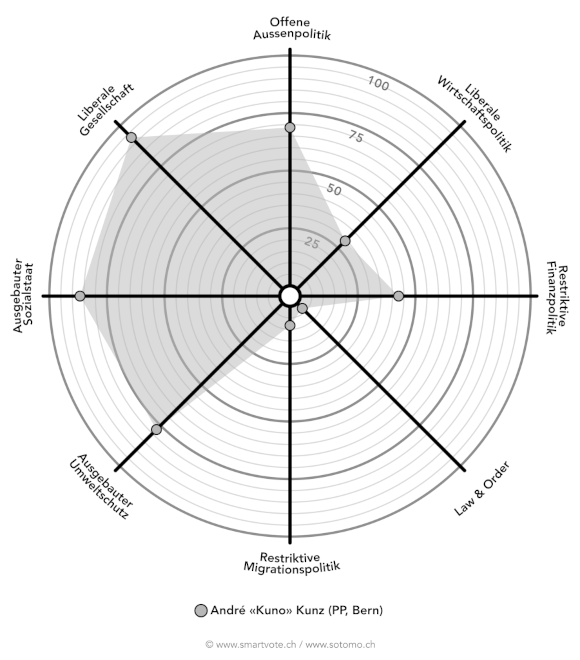 Offene
Aussenpolitik
Liberale
Gesellschaft
Liberale
Wirtschaftspolitik
100
75
50
25
Ausgebauter
Sozialstaat
Restriktive
Finanzpolitik
Ausgebauter
Umweltschutz
Law & Order
Restriktive
Migrationspolitik
André «Kuno» Kunz (PP, Bern)
© www.smartvote.ch / www.sotomo.ch